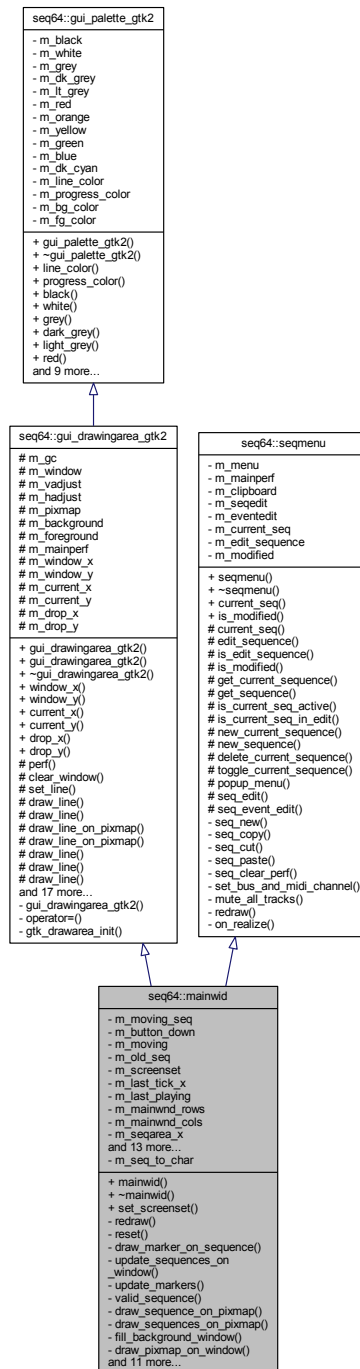 seq64::gui_palette_gtk2
- m_black
- m_white
- m_grey
- m_dk_grey
- m_lt_grey
- m_red
- m_orange
- m_yellow
- m_green
- m_blue
- m_dk_cyan
- m_line_color
- m_progress_color
- m_bg_color
- m_fg_color
+ gui_palette_gtk2()
+ ~gui_palette_gtk2()
+ line_color()
+ progress_color()
+ black()
+ white()
+ grey()
+ dark_grey()
+ light_grey()
+ red()
and 9 more...
seq64::gui_drawingarea_gtk2
# m_gc
# m_window
# m_vadjust
# m_hadjust
# m_pixmap
# m_background
# m_foreground
# m_mainperf
# m_window_x
# m_window_y
# m_current_x
# m_current_y
# m_drop_x
# m_drop_y
+ gui_drawingarea_gtk2()
+ gui_drawingarea_gtk2()
+ ~gui_drawingarea_gtk2()
+ window_x()
+ window_y()
+ current_x()
+ current_y()
+ drop_x()
+ drop_y()
# perf()
# clear_window()
# set_line()
# draw_line()
# draw_line()
# draw_line_on_pixmap()
# draw_line_on_pixmap()
# draw_line()
# draw_line()
# draw_line()
and 17 more...
- gui_drawingarea_gtk2()
- operator=()
- gtk_drawarea_init()
seq64::seqmenu
- m_menu
- m_mainperf
- m_clipboard
- m_seqedit
- m_eventedit
- m_current_seq
- m_edit_sequence
- m_modified
+ seqmenu()
+ ~seqmenu()
+ current_seq()
+ is_modified()
# current_seq()
# edit_sequence()
# is_edit_sequence()
# is_modified()
# get_current_sequence()
# get_sequence()
# is_current_seq_active()
# is_current_seq_in_edit()
# new_current_sequence()
# new_sequence()
# delete_current_sequence()
# toggle_current_sequence()
# popup_menu()
# seq_edit()
# seq_event_edit()
- seq_new()
- seq_copy()
- seq_cut()
- seq_paste()
- seq_clear_perf()
- set_bus_and_midi_channel()
- mute_all_tracks()
- redraw()
- on_realize()
seq64::mainwid
- m_moving_seq
- m_button_down
- m_moving
- m_old_seq
- m_screenset
- m_last_tick_x
- m_last_playing
- m_mainwnd_rows
- m_mainwnd_cols
- m_seqarea_x
and 13 more...
- m_seq_to_char
+ mainwid()
+ ~mainwid()
+ set_screenset()
- redraw()
- reset()
- draw_marker_on_sequence()
- update_sequences_on
_window()
- update_markers()
- valid_sequence()
- draw_sequence_on_pixmap()
- draw_sequences_on_pixmap()
- fill_background_window()
- draw_pixmap_on_window()
and 11 more...